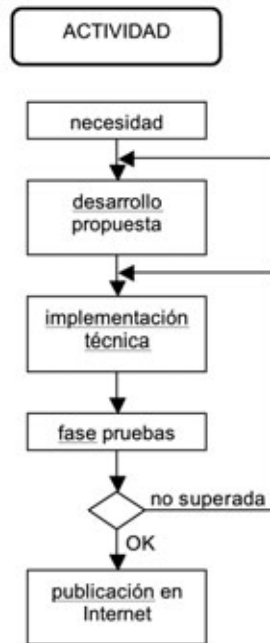 ACTIVIDAD
necesidad
desarrollo
propuesta
implementación
técnica
fase pruebas
no superada
OK
publicación en
Internet